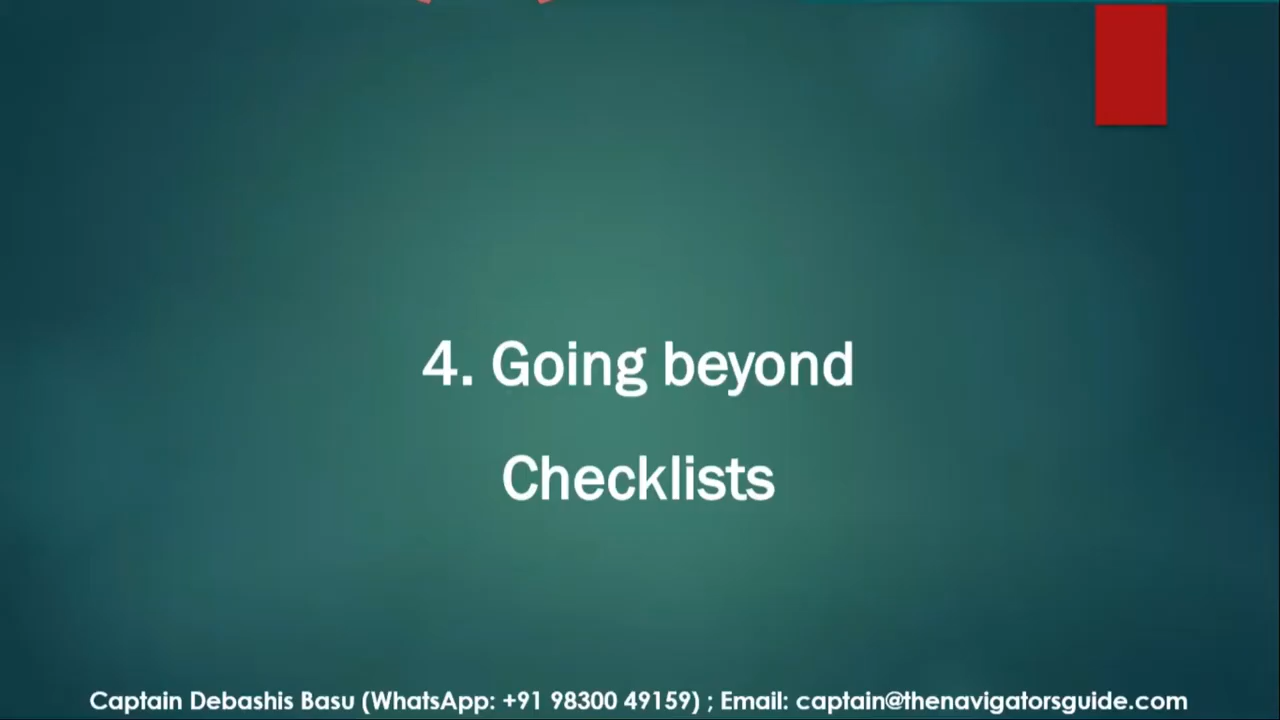 4. Going beyond
Checklists
Captain Debashis Basu (WhatsApp: +91 98300 49159) ; Email: captain@thenavigatorsguide.com